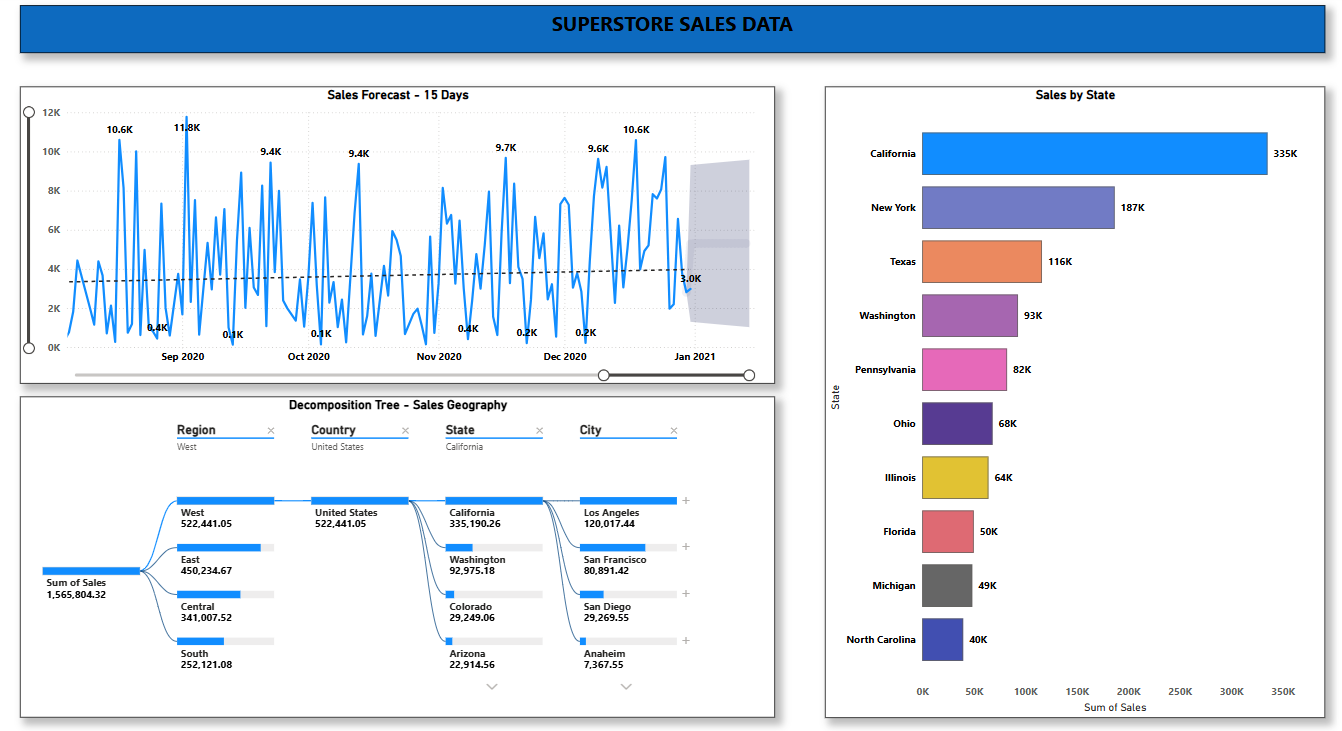 SUPERSTORE SALES DATA
Sales Forecast - 15 Days
12K
10K
8K
6K
4K
2K
0K
10.6K
11.8K
9.4K
9.4K
9.7K
9.6K
10.6K
3.0K
0.4K
0.1K
0.1K
0.4K
0.2K
0.2K
Sep 2020
Oct 2020
Nov 2020
Dec 2020
Jan 2021
Decomposition Tree - Sales Geography
Region
West
Country
United States
State
California
City
Sum of Sales
1,565,804.32
West
522,441.05
East
450,234.67
Central
341,007.52
South
252,121.08
United States
522,441.05
California
335,190.26
Washington
92,975.18
Colorado
29,249.06
Arizona
22,914.56
Los Angeles
120,017.44
San Francisco
80,891.42
San Diego
29,269.55
Anaheim
7,367.55
Sales by State
State
California 335K
New York 187K
Texas 116K
Washington 93K
Pennsylvania 82K
Ohio 68K
Illinois 64K
Florida 50K
Michigan 49K
North Carolina 40K
0K 50K 100K 150K 200K 250K 300K 350K
Sum of Sales